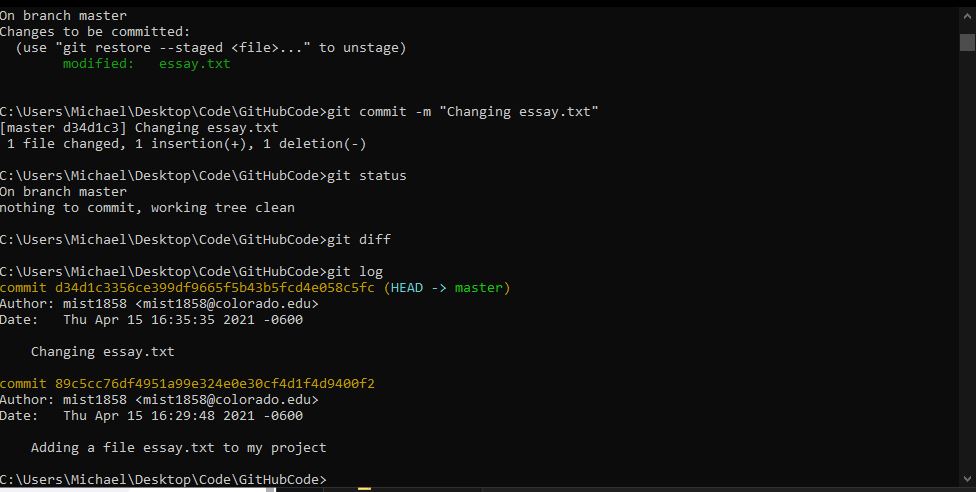 On branch master
Changes to be committed:
  (use "git restore --staged <file>..." to unstage)
        modified:   essay.txt
C:\Users\Michael\Desktop\Code\GitHubCode>git commit -m "Changing essay.txt"
[master d34d1c3] Changing essay.txt
 1 file changed, 1 insertion(+), 1 deletion(-)
C:\Users\Michael\Desktop\Code\GitHubCode>git status
On branch master
nothing to commit, working tree clean
C:\Users\Michael\Desktop\Code\GitHubCode>git diff
C:\Users\Michael\Desktop\Code\GitHubCode>git log
commit d34d1c3356ce399df9665f5b43b5fcd4e058c5fc (HEAD -> master)
Author: mist1858 <mist1858@colorado.edu>
Date:   Thu Apr 15 16:35:35 2021 -0600
    Changing essay.txt
commit 89c5cc76df4951a99e324e0e30cf4d1f4d9400f2
Author: mist1858 <mist1858@colorado.edu>
Date:   Thu Apr 15 16:29:48 2021 -0600
    Adding a file essay.txt to my project
C:\Users\Michael\Desktop\Code\GitHubCode>